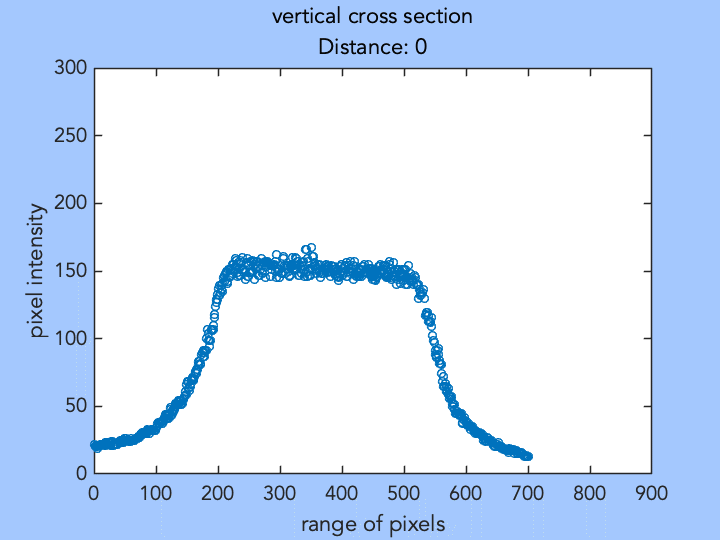 vertical cross section
Distance: 0
300
250
200
150
100
50
0
pixel intensity
0 100 200 300 400 500 600 700 800 900
range of pixels